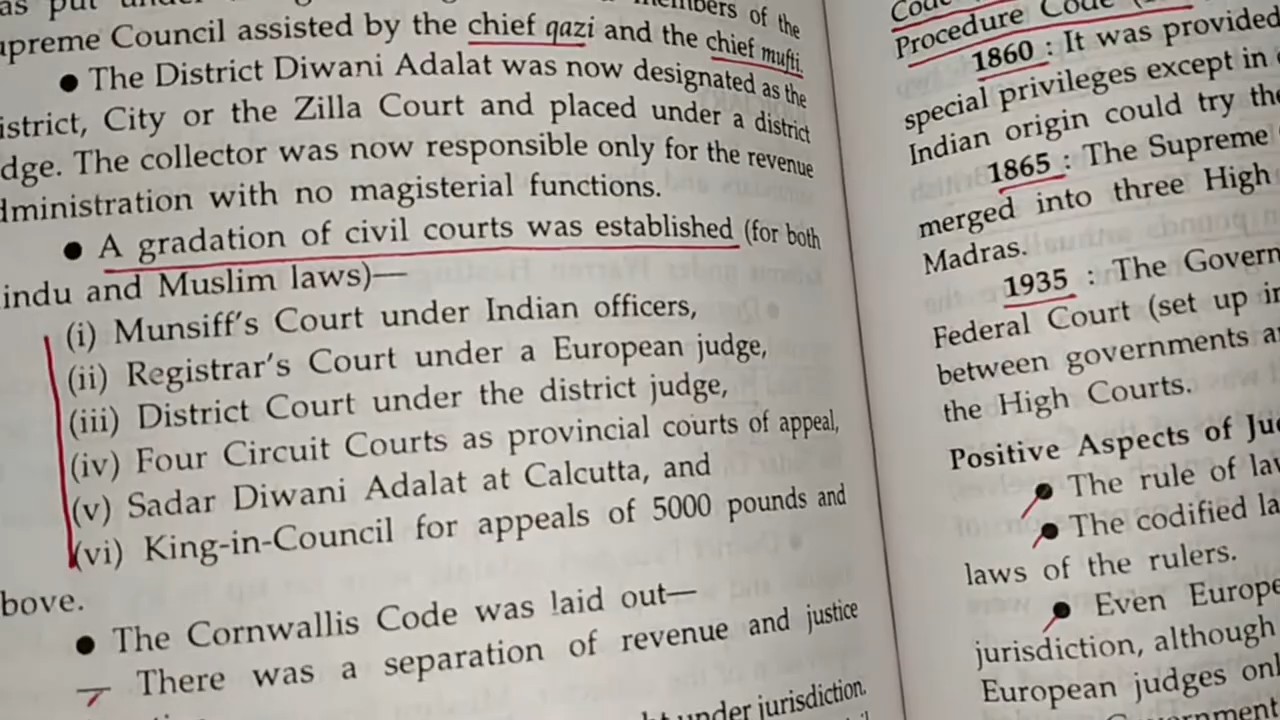 as put
members of the
upreme Council assisted by the chief qazi and the chief mufti.
● The District Diwani Adalat was now designated as the
istrict, City or the Zilla Court and placed under a district
dge. The collector was now responsible only for the revenue
dministration with no magisterial functions.
● A gradation of civil courts was established (for both
indu and Muslim laws)—
(i) Munsiff's Court under Indian officers,
(ii) Registrar's Court under a European judge,
(iii) District Court under the district judge,
(iv) Four Circuit Courts as provincial courts of appeal,
(v) Sadar Diwani Adalat at Calcutta, and
(vi) King-in-Council for appeals of 5000 pounds and
bove.
● The Cornwallis Code was laid out—
— There was a separation of revenue and justice
under jurisdiction.
Code
Procedure Code
1860 : It was provided
special privileges except in
Indian origin could try the
1865 : The Supreme
merged into three High
Madras.
1935 : The Govern
Federal Court (set up in
between governments a
the High Courts.
Positive Aspects of Ju
● The rule of law
● The codified la
laws of the rulers.
● Even Europe
jurisdiction, although
European judges onl